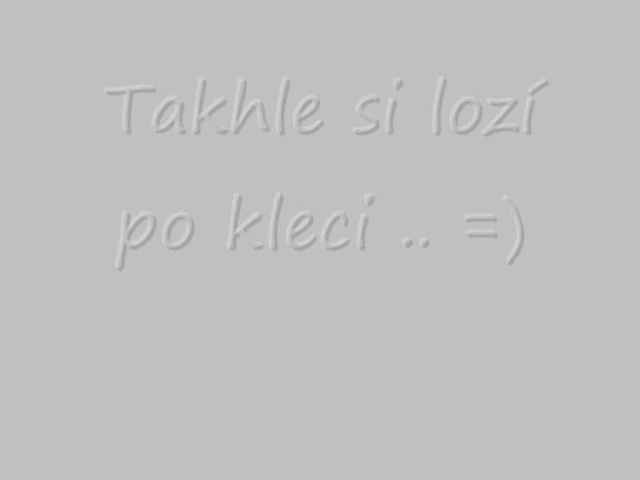 Takhle si lozí
po kleci .. =)